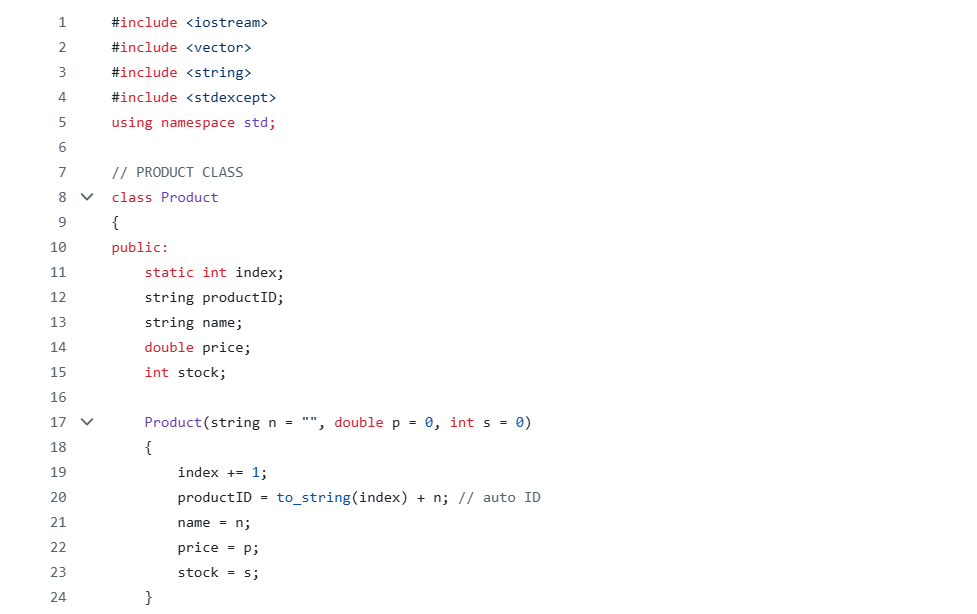 1 #include <iostream>
2 #include <vector>
3 #include <string>
4 #include <stdexcept>
5 using namespace std;
6
7 // PRODUCT CLASS
8 class Product
9 {
10 public:
11     static int index;
12     string productID;
13     string name;
14     double price;
15     int stock;
16
17     Product(string n = "", double p = 0, int s = 0)
18     {
19         index += 1;
20         productID = to_string(index) + n; // auto ID
21         name = n;
22         price = p;
23         stock = s;
24     }